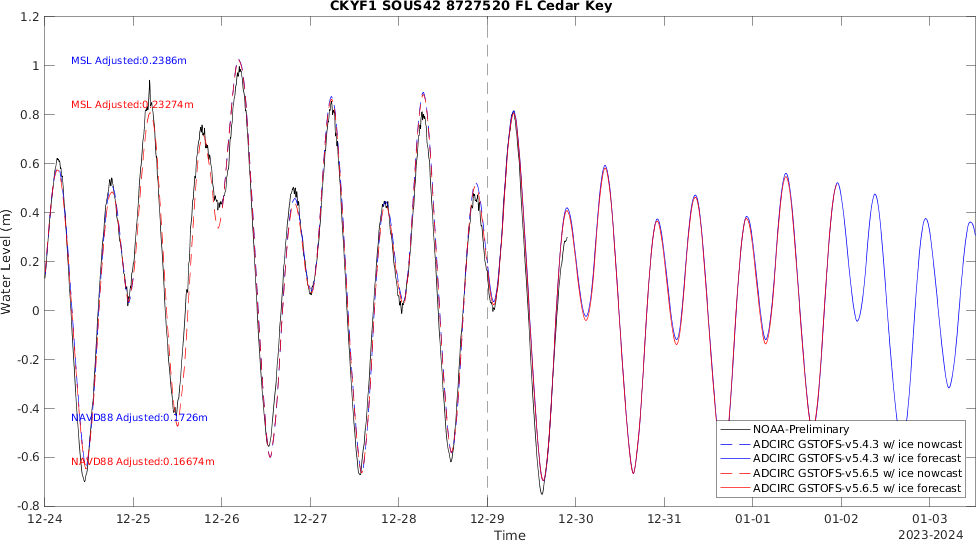 CKYF1 SOUS42 8727520 FL Cedar Key
1.2
1
0.8
0.6
0.4
0.2
0
-0.2
-0.4
-0.6
-0.8
Water Level (m)
MSL Adjusted:0.2386m
MSL Adjusted:0.23274m
NAVD88 Adjusted:0.1726m
NAVD88 Adjusted:0.16674m
NOAA-Preliminary
ADCIRC GSTOFS-v5.4.3 w/ ice nowcast
ADCIRC GSTOFS-v5.4.3 w/ ice forecast
ADCIRC GSTOFS-v5.6.5 w/ ice nowcast
ADCIRC GSTOFS-v5.6.5 w/ ice forecast
12-24 12-25 12-26 12-27 12-28 12-29 12-30 12-31 01-01 01-02 01-03
Time
2023-2024